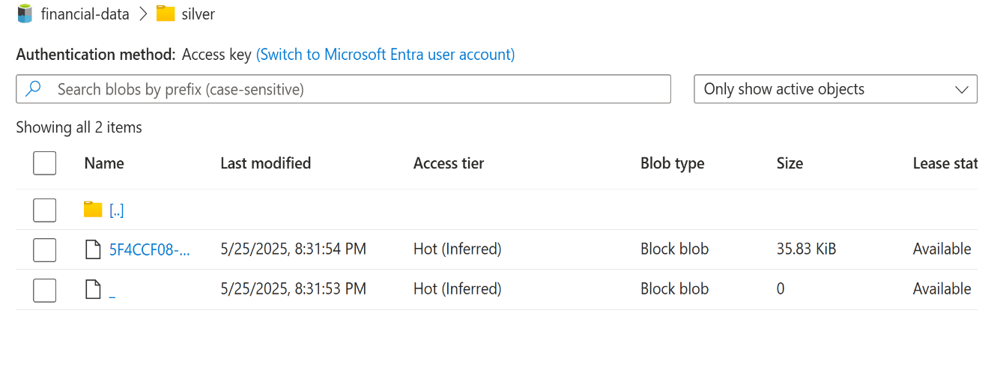 financial-data > silver
Authentication method: Access key (Switch to Microsoft Entra user account)
Search blobs by prefix (case-sensitive) Only show active objects
Showing all 2 items
Name Last modified Access tier Blob type Size Lease stat
[..]
5F4CCF08-... 5/25/2025, 8:31:54 PM Hot (Inferred) Block blob 35.83 KiB Available
_ 5/25/2025, 8:31:53 PM Hot (Inferred) Block blob 0 Available